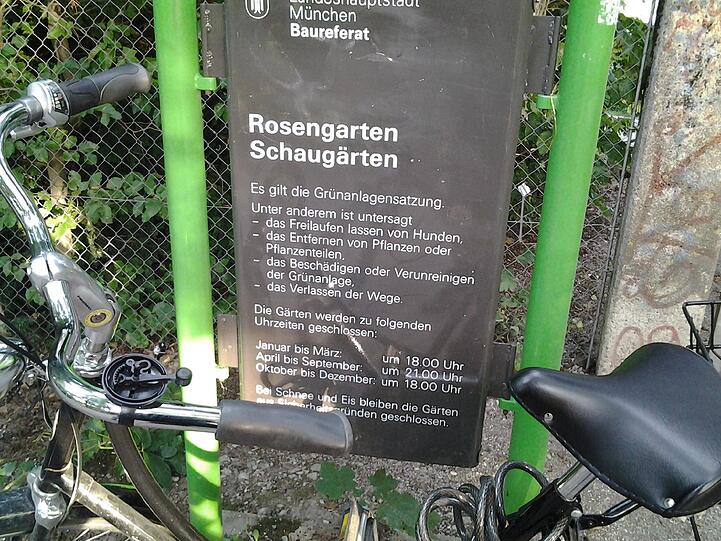 Landeshauptstadt
München
Baureferat
Rosengarten
Schaugärten
Es gilt die Grünanlagensatzung.
Unter anderem ist untersagt
– das Freilaufen lassen von Hunden,
– das Entfernen von Pflanzen oder
Pflanzenteilen,
– das Beschädigen oder Verunreinigen
der Grünanlage,
– das Verlassen der Wege.
Die Gärten werden zu folgenden
Uhrzeiten geschlossen:
Januar bis März: um 18.00 Uhr
April bis September: um 21.00 Uhr
Oktober bis Dezember: um 18.00 Uhr
Bei Schnee und Eis bleiben die Gärten
aus Sicherheitsgründen geschlossen.